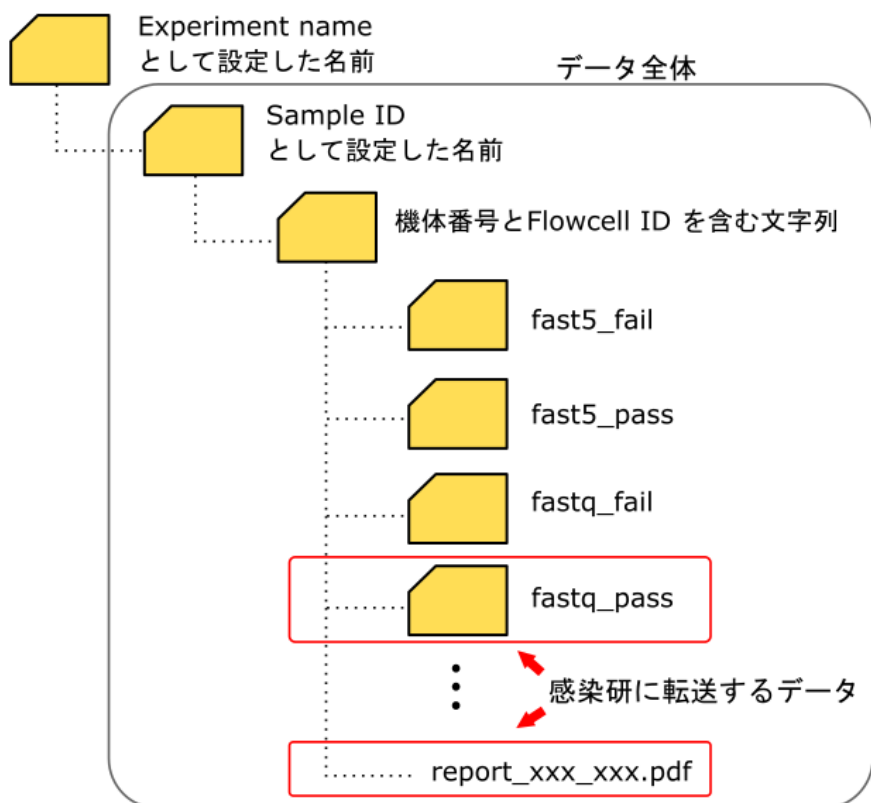 Experiment name
として設定した名前
データ全体
Sample ID
として設定した名前
機体番号とFlowcell ID を含む文字列
fast5_fail
fast5_pass
fastq_fail
fastq_pass
感染研に転送するデータ
report_xxx_xxx.pdf